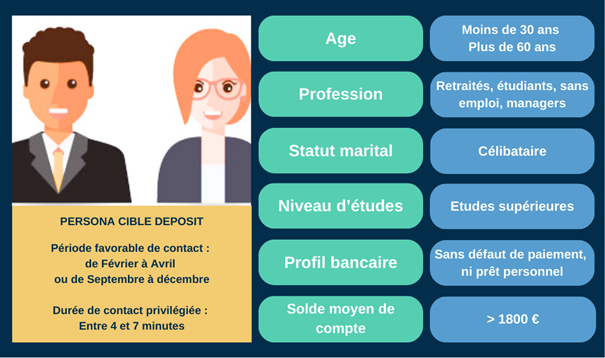 PERSONA CIBLE DEPOSIT
Période favorable de contact :
de Février à Avril
ou de Septembre à décembre
Durée de contact privilégiée :
Entre 4 et 7 minutes
Age
Moins de 30 ans
Plus de 60 ans
Profession
Retraités, étudiants, sans
emploi, managers
Statut marital
Célibataire
Niveau d'études
Etudes supérieures
Profil bancaire
Sans défaut de paiement,
ni prêt personnel
Solde moyen de
compte
> 1800 €